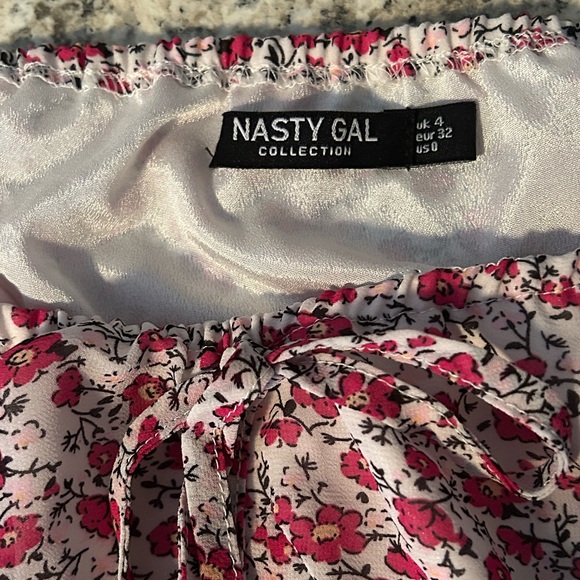 NASTY GAL
COLLECTION
uk 4
eur 32
us 0